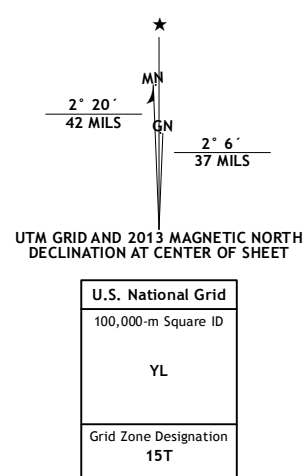 ★
MN
GN
2° 20´
42 MILS
2° 6´
37 MILS
UTM GRID AND 2013 MAGNETIC NORTH
DECLINATION AT CENTER OF SHEET
U.S. National Grid
100,000-m Square ID
YL
Grid Zone Designation
15T